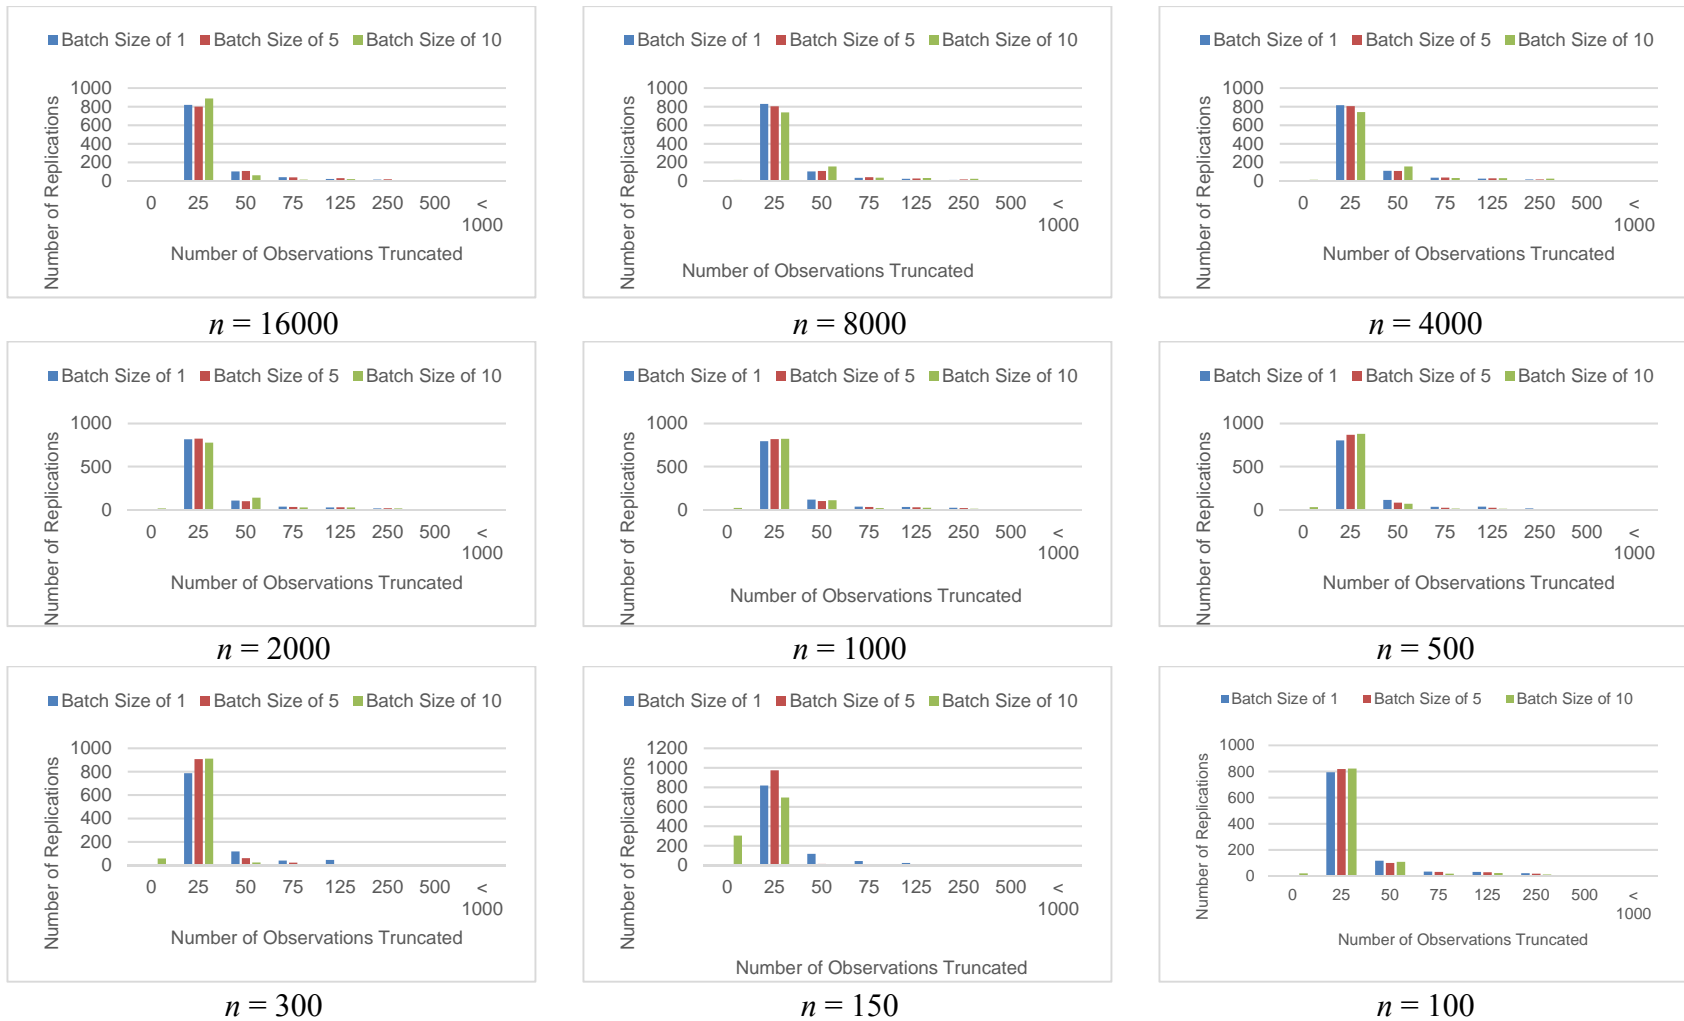 Batch Size of 1 Batch Size of 5 Batch Size of 10
Number of Replications
1000
800
600
400
200
0
0 25 50 75 125 250 500 <
1000
Number of Observations Truncated
n = 16000
Batch Size of 1 Batch Size of 5 Batch Size of 10
Number of Replications
1000
800
600
400
200
0
0 25 50 75 125 250 500 <
1000
Number of Observations Truncated
n = 8000
Batch Size of 1 Batch Size of 5 Batch Size of 10
Number of Replications
1000
800
600
400
200
0
0 25 50 75 125 250 500 <
1000
Number of Observations Truncated
n = 4000
Batch Size of 1 Batch Size of 5 Batch Size of 10
Number of Replications
1000
500
0
0 25 50 75 125 250 500 <
1000
Number of Observations Truncated
n = 2000
Batch Size of 1 Batch Size of 5 Batch Size of 10
Number of Replications
1000
500
0
0 25 50 75 125 250 500 <
1000
Number of Observations Truncated
n = 1000
Batch Size of 1 Batch Size of 5 Batch Size of 10
Number of Replications
1000
500
0
0 25 50 75 125 250 500 <
1000
Number of Observations Truncated
n = 500
Batch Size of 1 Batch Size of 5 Batch Size of 10
Number of Replications
1000
800
600
400
200
0
0 25 50 75 125 250 500 <
1000
Number of Observations Truncated
n = 300
Batch Size of 1 Batch Size of 5 Batch Size of 10
Number of Replications
1200
1000
800
600
400
200
0
0 25 50 75 125 250 500 <
1000
Number of Observations Truncated
n = 150
Batch Size of 1 Batch Size of 5 Batch Size of 10
Number of Replications
1000
800
600
400
200
0
0 25 50 75 125 250 500 <
1000
Number of Observations Truncated
n = 100